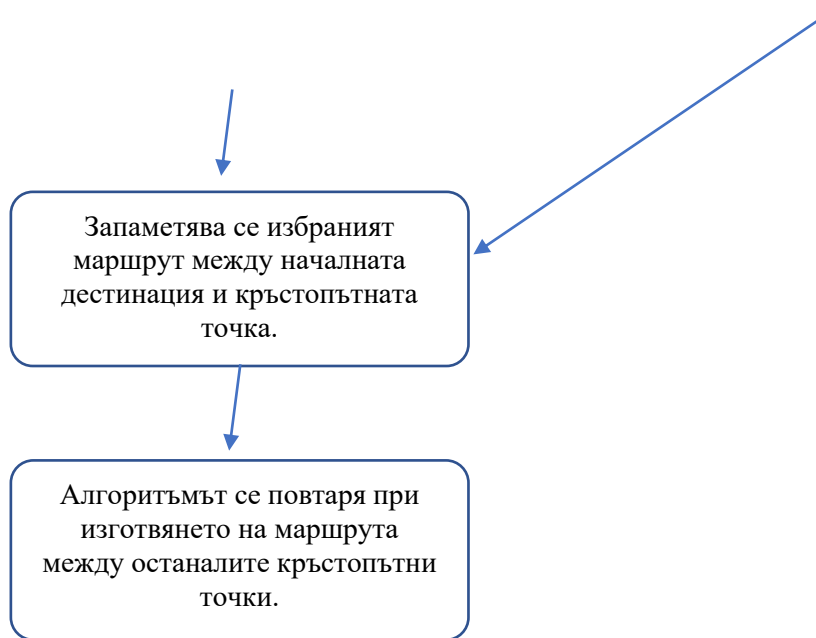 Запаметява се избраният
маршрут между началната
дестинация и кръстопътната
точка.
Алгоритъмът се повтаря при
изготвянето на маршрута
между останалите кръстопътни
точки.